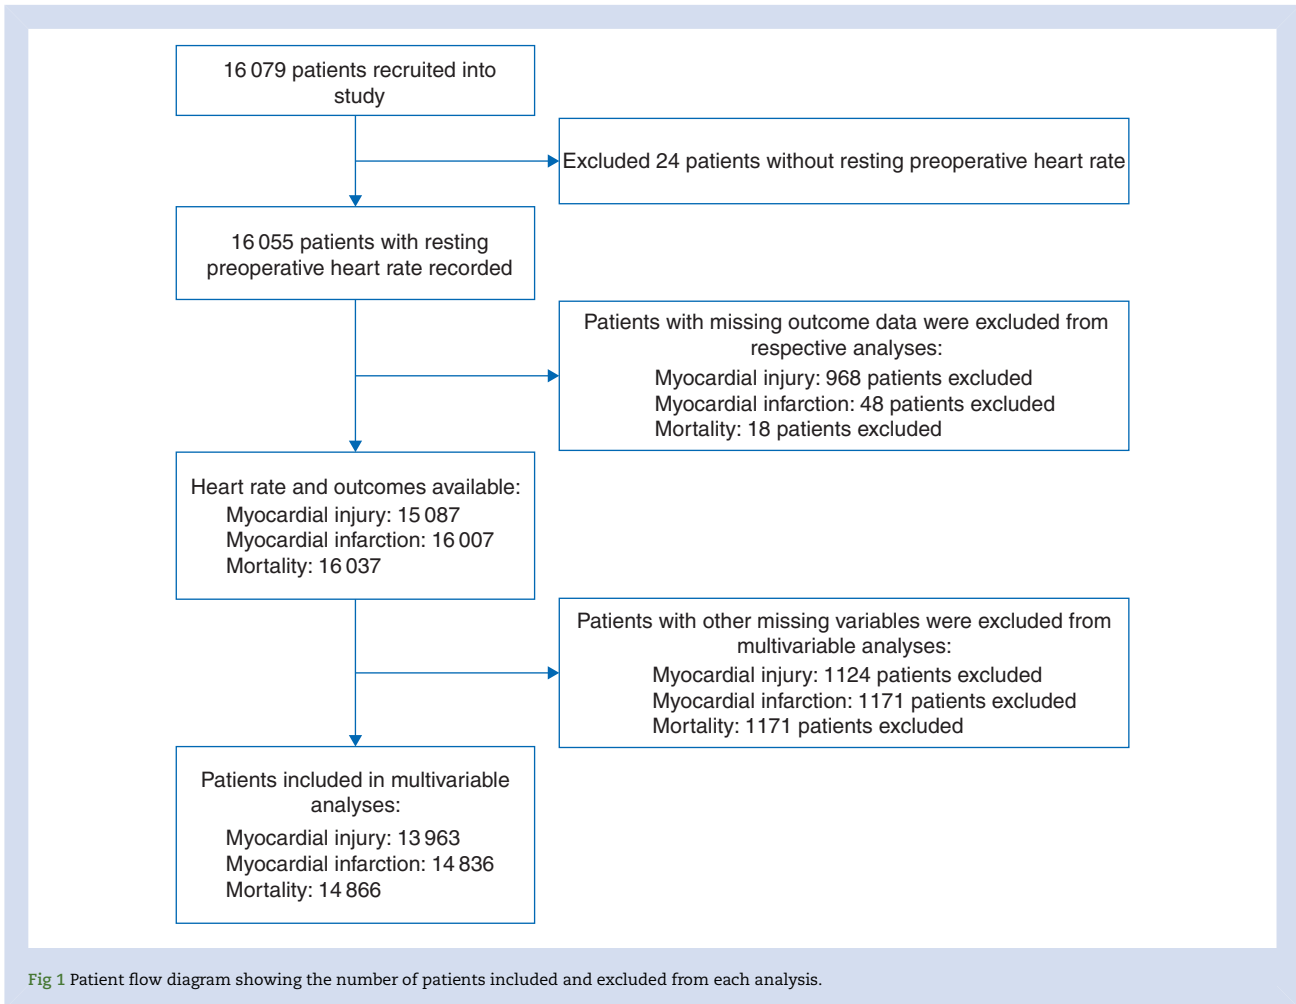 16 079 patients recruited into
study
Excluded 24 patients without resting preoperative heart rate
16 055 patients with resting
preoperative heart rate recorded
Patients with missing outcome data were excluded from
respective analyses:
Myocardial injury: 968 patients excluded
Myocardial infarction: 48 patients excluded
Mortality: 18 patients excluded
Heart rate and outcomes available:
Myocardial injury: 15 087
Myocardial infarction: 16 007
Mortality: 16 037
Patients with other missing variables were excluded from
multivariable analyses:
Myocardial injury: 1124 patients excluded
Myocardial infarction: 1171 patients excluded
Mortality: 1171 patients excluded
Patients included in multivariable
analyses:
Myocardial injury: 13 963
Myocardial infarction: 14 836
Mortality: 14 866
Fig 1 Patient flow diagram showing the number of patients included and excluded from each analysis.